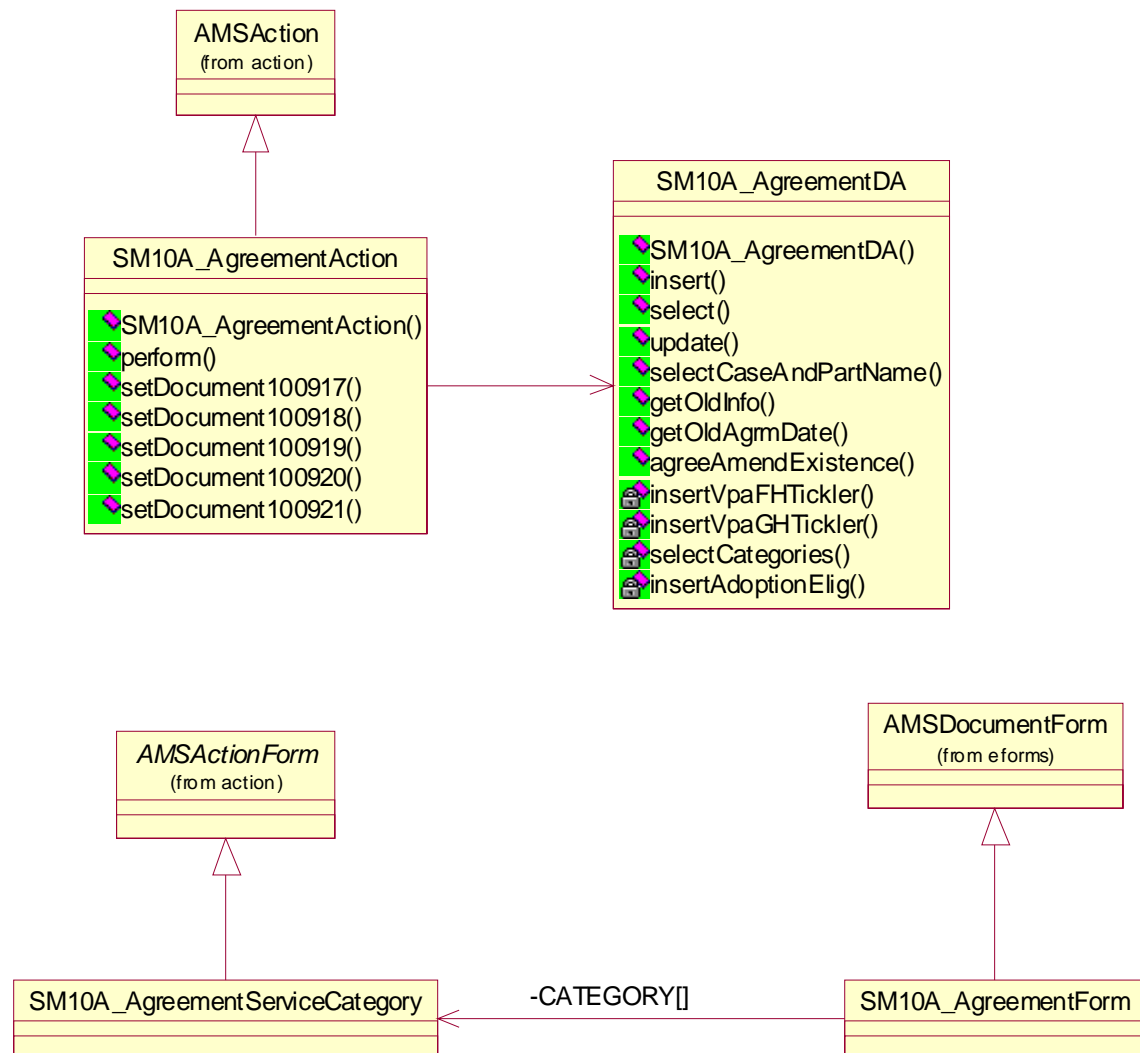 AMSAction
(from action)
SM10A_AgreementAction
SM10A_AgreementAction()
perform()
setDocument100917()
setDocument100918()
setDocument100919()
setDocument100920()
setDocument100921()
SM10A_AgreementDA
SM10A_AgreementDA()
insert()
select()
update()
selectCaseAndPartName()
getOldInfo()
getOldAgrmDate()
agreeAmendExistence()
insertVpaFHTickler()
insertVpaGHTickler()
selectCategories()
insertAdoptionElig()
AMSActionForm
(from action)
AMSDocumentForm
(from eforms)
SM10A_AgreementServiceCategory
-CATEGORY[]
SM10A_AgreementForm